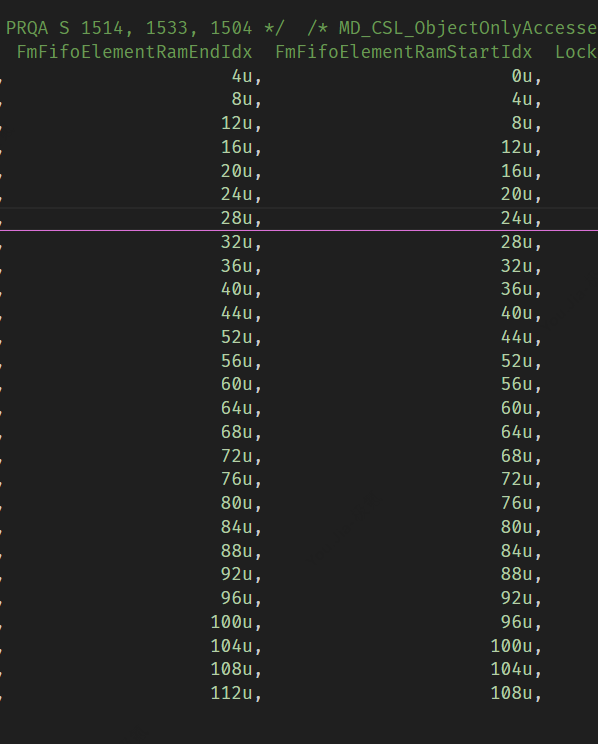 PRQA S 1514, 1533, 1504 */  /* MD_CSL_ObjectOnlyAccesse
FmFifoElementRamEndIdx  FmFifoElementRamStartIdx  Lock
, 4u, 0u,
, 8u, 4u,
, 12u, 8u,
, 16u, 12u,
, 20u, 16u,
, 24u, 20u,
, 28u, 24u,
, 32u, 28u,
, 36u, 32u,
, 40u, 36u,
, 44u, 40u,
, 52u, 44u,
, 56u, 52u,
, 60u, 56u,
, 64u, 60u,
, 68u, 64u,
, 72u, 68u,
, 76u, 72u,
, 80u, 76u,
, 84u, 80u,
, 88u, 84u,
, 92u, 88u,
, 96u, 92u,
, 100u, 96u,
, 104u, 100u,
, 108u, 104u,
, 112u, 108u,